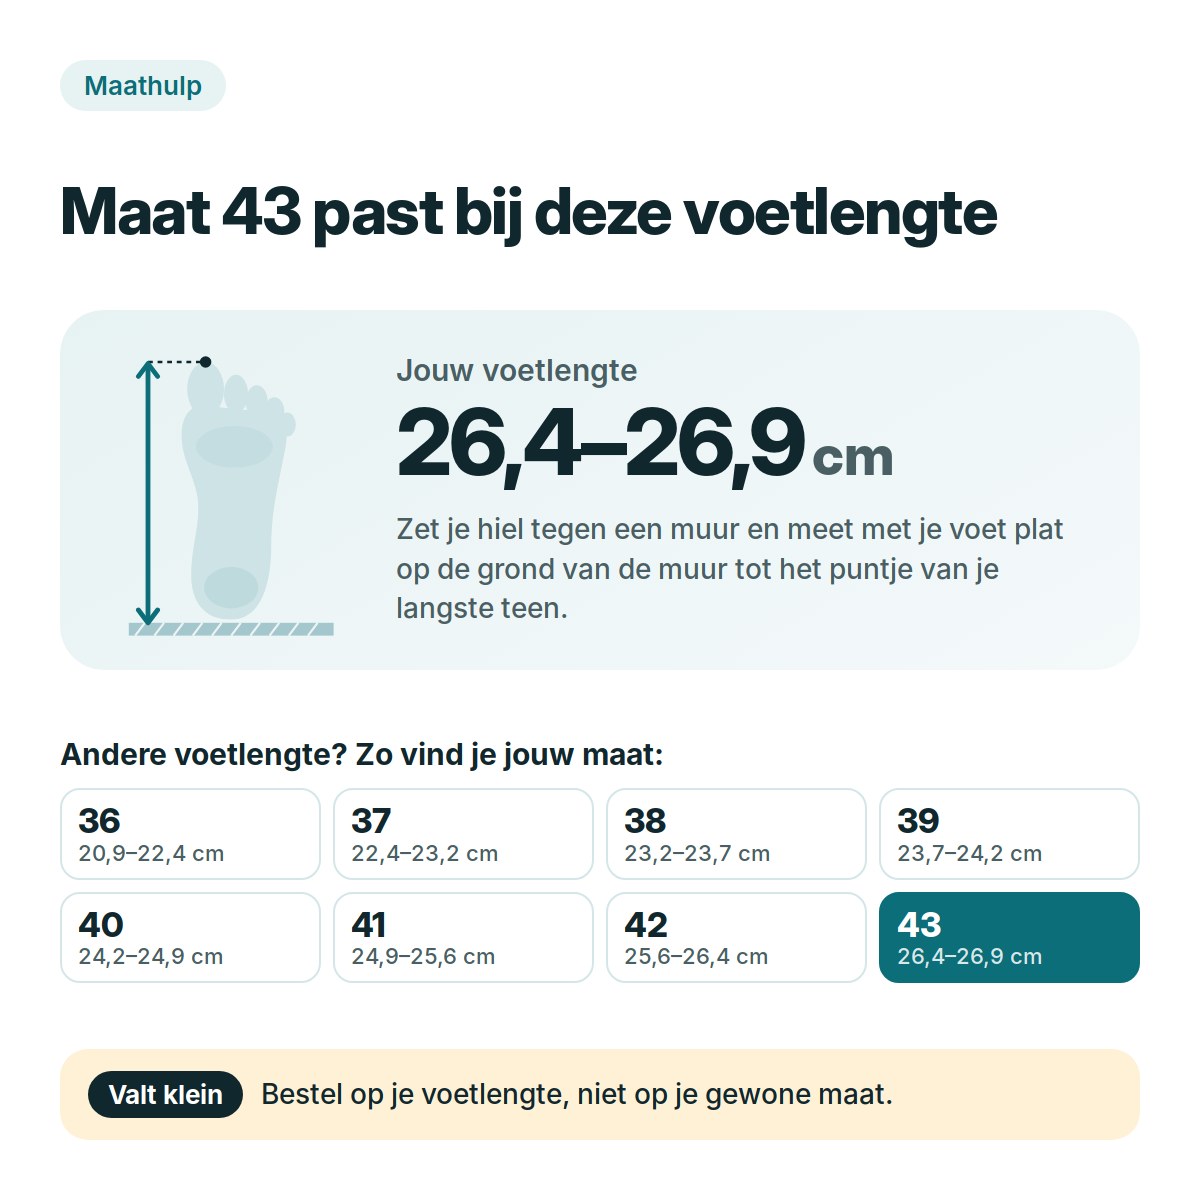 Maathulp
Maat 43 past bij deze voetlengte
Jouw voetlengte
26,4–26,9 cm
Zet je hiel tegen een muur en meet met je voet plat
op de grond van de muur tot het puntje van je
langste teen.
Andere voetlengte? Zo vind je jouw maat:
36
20,9–22,4 cm
37
22,4–23,2 cm
38
23,2–23,7 cm
39
23,7–24,2 cm
40
24,2–24,9 cm
41
24,9–25,6 cm
42
25,6–26,4 cm
43
26,4–26,9 cm
Valt klein Bestel op je voetlengte, niet op je gewone maat.